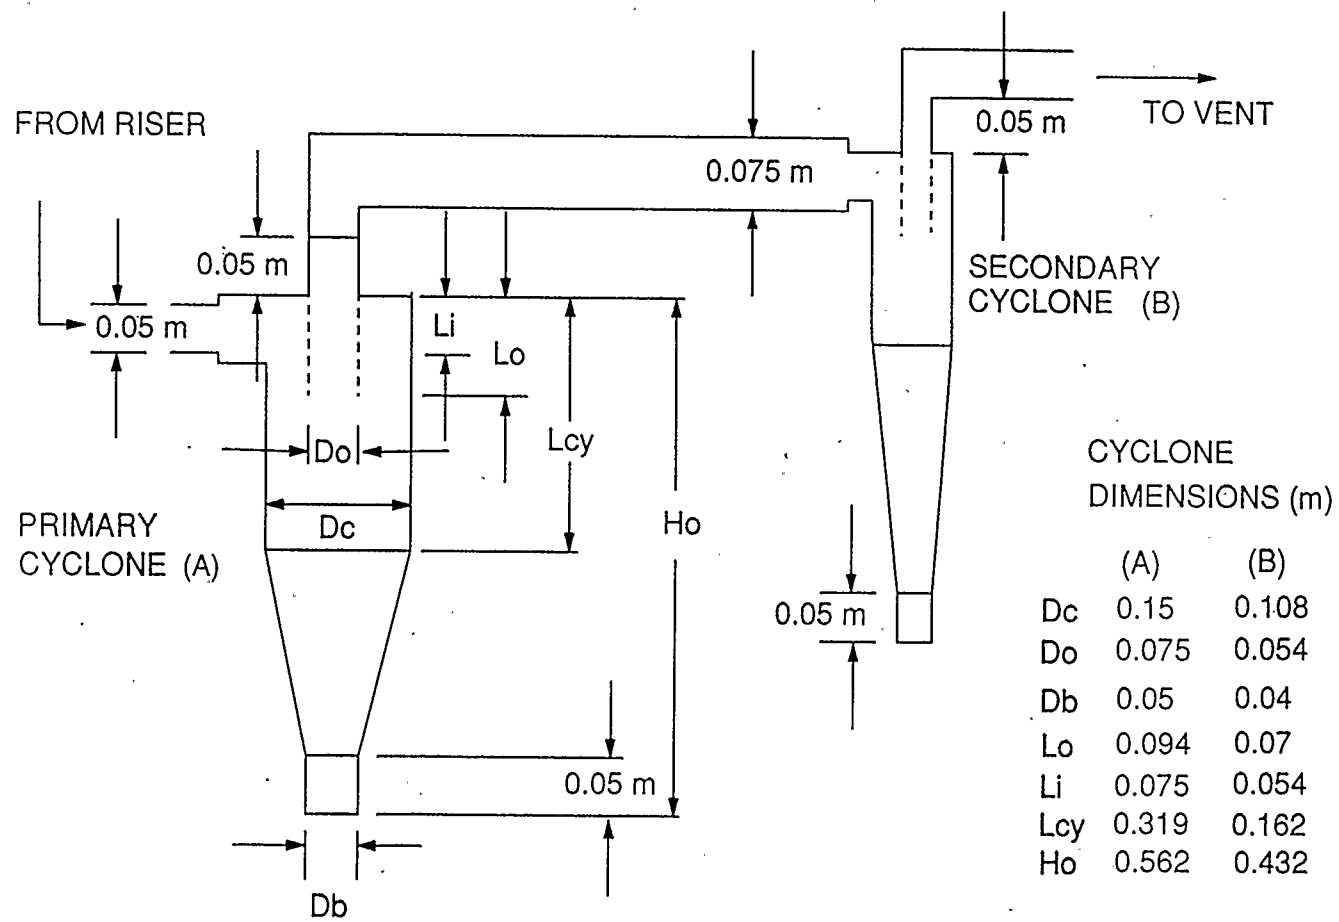 FROM RISER
0.05 m
0.05 m
0.075 m
0.05 m
TO VENT
SECONDARY
CYCLONE (B)
Li
Lo
Lcy
Ho
Do
Dc
PRIMARY
CYCLONE (A)
0.05 m
0.05 m
Db
CYCLONE
DIMENSIONS (m)
(A) (B)
Dc 0.15 0.108
Do 0.075 0.054
Db 0.05 0.04
Lo 0.094 0.07
Li 0.075 0.054
Lcy 0.319 0.162
Ho 0.562 0.432